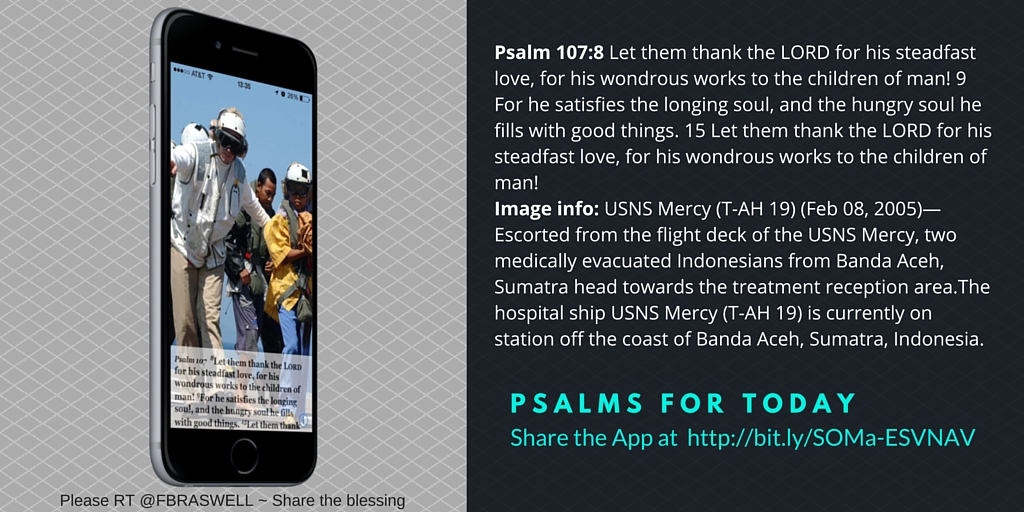 AT&T
13:35
26%
Psalm 107 8Let them thank the LORD
for his steadfast love, for his
wondrous works to the children of
man! 9For he satisfies the longing
soul, and the hungry soul he fills
with good things. 15Let them thank
Please RT @FBRASWELL ~ Share the blessing
Psalm 107:8 Let them thank the LORD for his steadfast
love, for his wondrous works to the children of man! 9
For he satisfies the longing soul, and the hungry soul he
fills with good things. 15 Let them thank the LORD for his
steadfast love, for his wondrous works to the children of
man!
Image info: USNS Mercy (T-AH 19) (Feb 08, 2005)—
Escorted from the flight deck of the USNS Mercy, two
medically evacuated Indonesians from Banda Aceh,
Sumatra head towards the treatment reception area.The
hospital ship USNS Mercy (T-AH 19) is currently on
station off the coast of Banda Aceh, Sumatra, Indonesia.
PSALMS FOR TODAY
Share the App at http://bit.ly/SOMa-ESVNAV